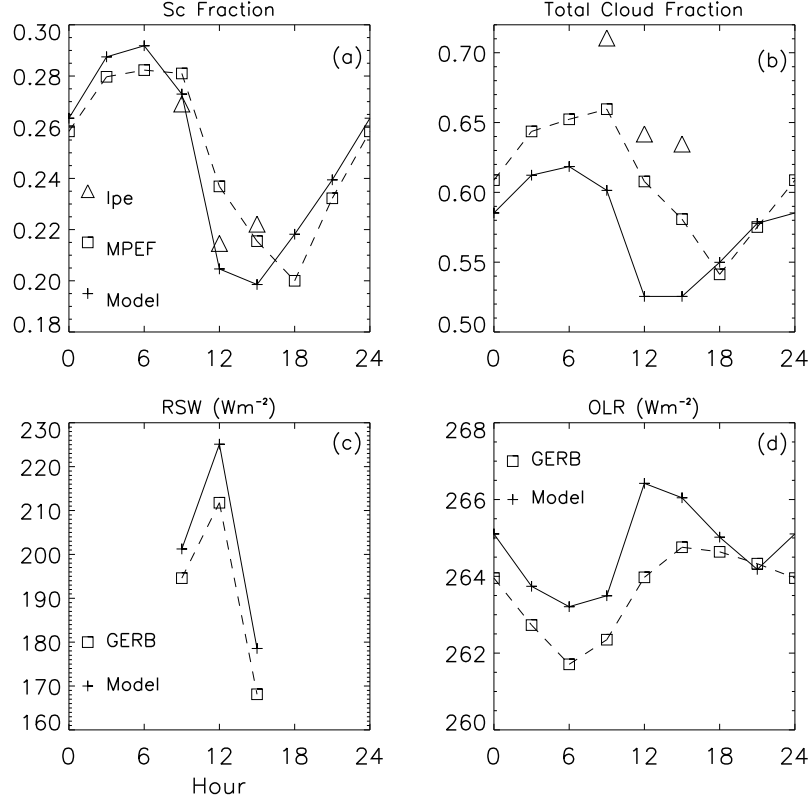 Sc Fraction
0.30
0.28
0.26
0.24
0.22
0.20
0.18
(a)
Ipe
MPEF
Model
0 6 12 18 24
Total Cloud Fraction
0.70
0.65
0.60
0.55
0.50
(b)
0 6 12 18 24
RSW (Wm⁻²)
230
220
210
200
190
180
170
160
(c)
GERB
Model
0 6 12 18 24
Hour
OLR (Wm⁻²)
268
266
264
262
260
(d)
GERB
Model
0 6 12 18 24